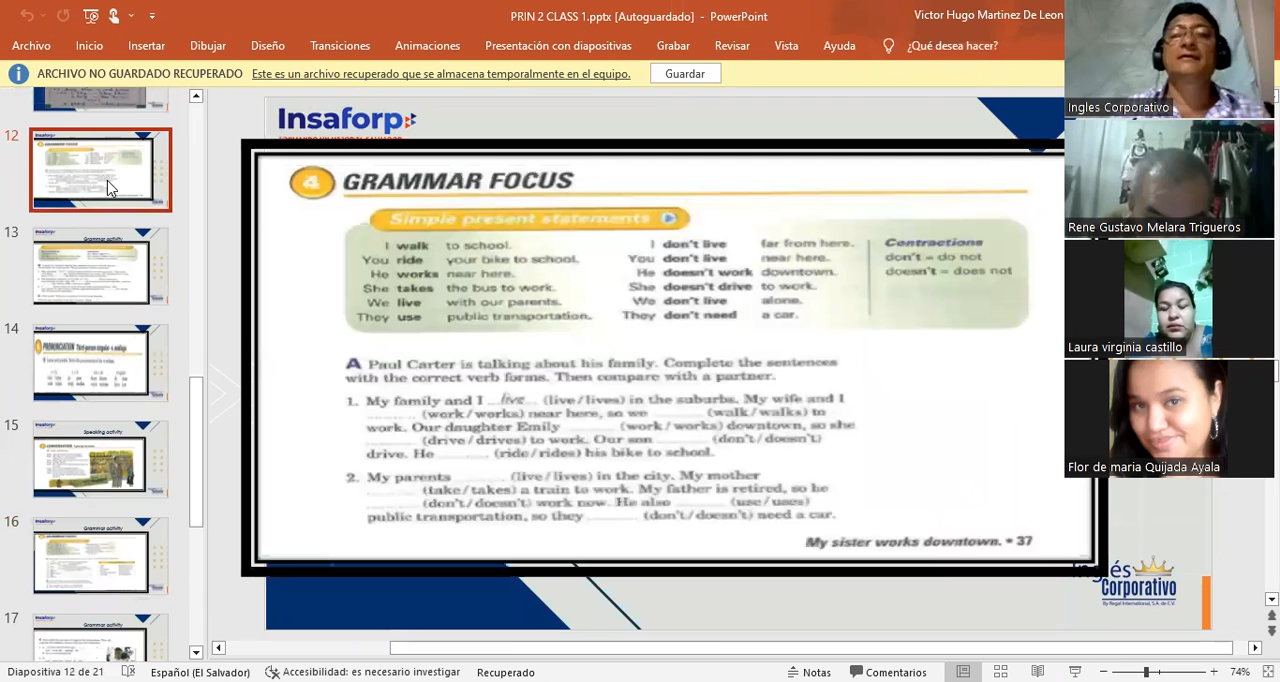 PRIN 2 CLASS 1.pptx [Autoguardado] - PowerPoint
Victor Hugo Martinez De Leon
Archivo Inicio Insertar Dibujar Diseño Transiciones Animaciones Presentación con diapositivas Grabar Revisar Vista Ayuda ¿Qué desea hacer?
ARCHIVO NO GUARDADO RECUPERADO Este es un archivo recuperado que se almacena temporalmente en el equipo. Guardar
12
13
14
15
16
17
Insaforp
4 GRAMMAR FOCUS
Simple present statements
I walk to school.
You ride your bike to school.
He works near here.
She takes the bus to work.
We live with our parents.
They use public transportation.
I don't live far from here.
You don't live near here.
He doesn't work downtown.
She doesn't drive to work.
We don't live alone.
They don't need a car.
Contractions
don't = do not
doesn't = does not
A Paul Carter is talking about his family. Complete the sentences
with the correct verb forms. Then compare with a partner.
1. My family and I live (live / lives) in the suburbs. My wife and I
(work / works) near here, so we (walk / walks) to
work. Our daughter Emily (work / works) downtown, so she
(drive / drives) to work. Our son (don't / doesn't)
drive. He (ride / rides) his bike to school.
2. My parents (live / lives) in the city. My mother
(take / takes) a train to work. My father is retired, so he
(don't / doesn't) work now. He also (use / uses)
public transportation, so they (don't / doesn't) need a car.
My sister works downtown. • 37
Inglés
Corporativo
By Regal International, S.A. de C.V.
Ingles Corporativo
Rene Gustavo Melara Trigueros
Laura virginia castillo
Flor de maria Quijada Ayala
Diapositiva 12 de 21 Español (El Salvador) Accesibilidad: es necesario investigar Recuperado Notas Comentarios 74%